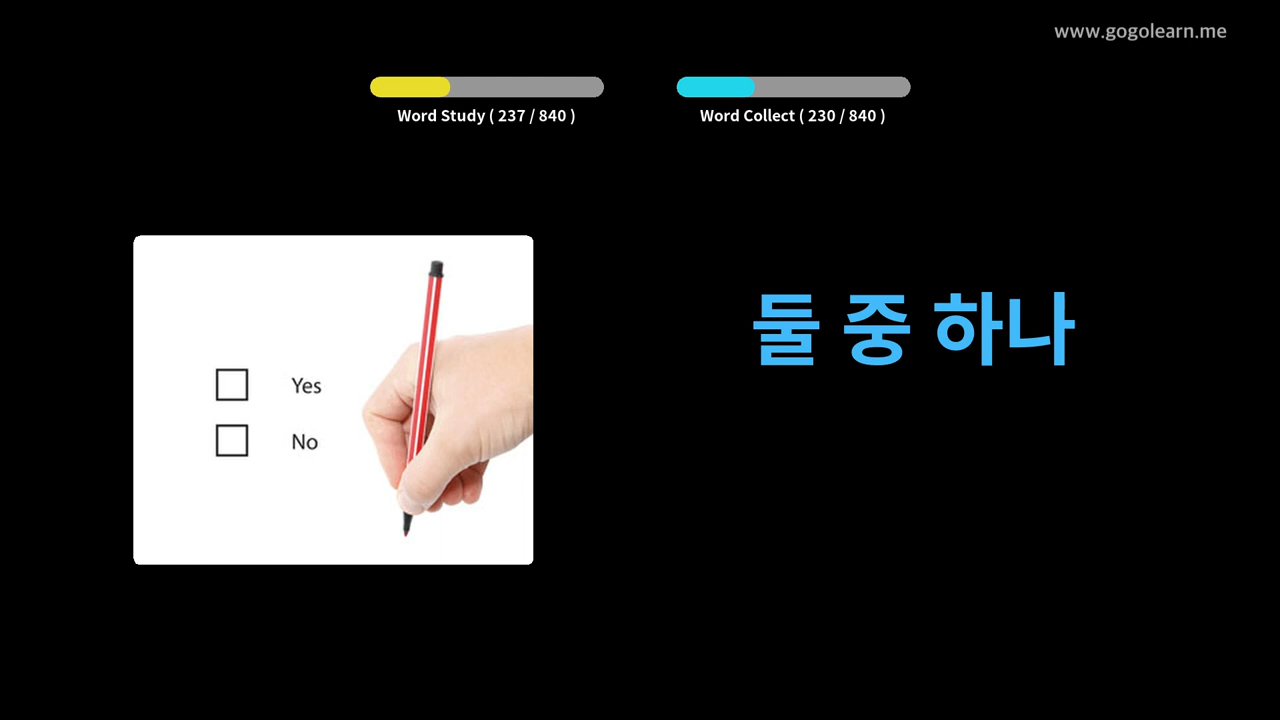 www.gogolearn.me
Word Study ( 237 / 840 )
Word Collect ( 230 / 840 )
Yes
No
둘 중 하나